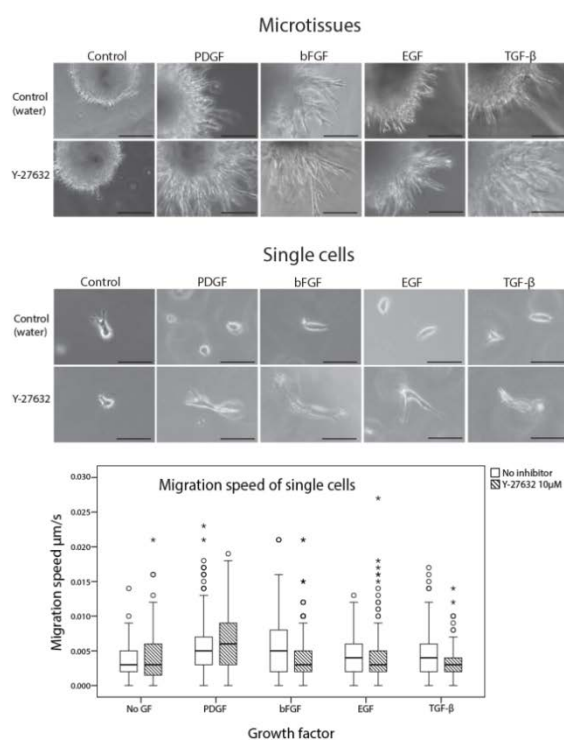 Microtissues
Control PDGF bFGF EGF TGF-β
Control (water)
Y-27632
Single cells
Control PDGF bFGF EGF TGF-β
Control (water)
Y-27632
Migration speed of single cells
No inhibitor
Y-27632 10μM
Migration speed μm/s
0.030
0.025
0.020
0.015
0.010
0.005
0.000
No GF PDGF bFGF EGF TGF-β
Growth factor